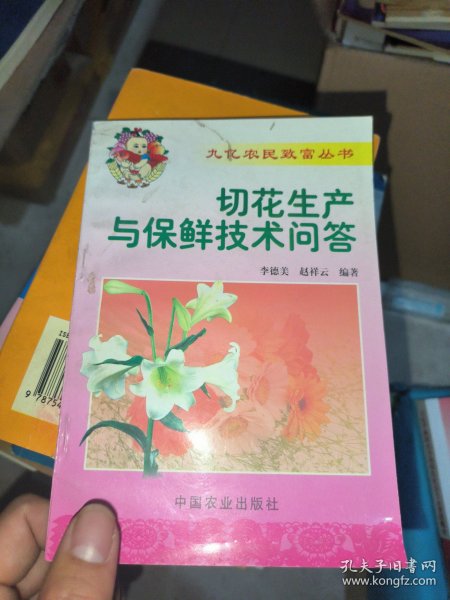 九亿农民致富丛书
切花生产
与保鲜技术问答
李德美 赵祥云 编著
中国农业出版社
孔夫子旧书网
www.kongfz.com